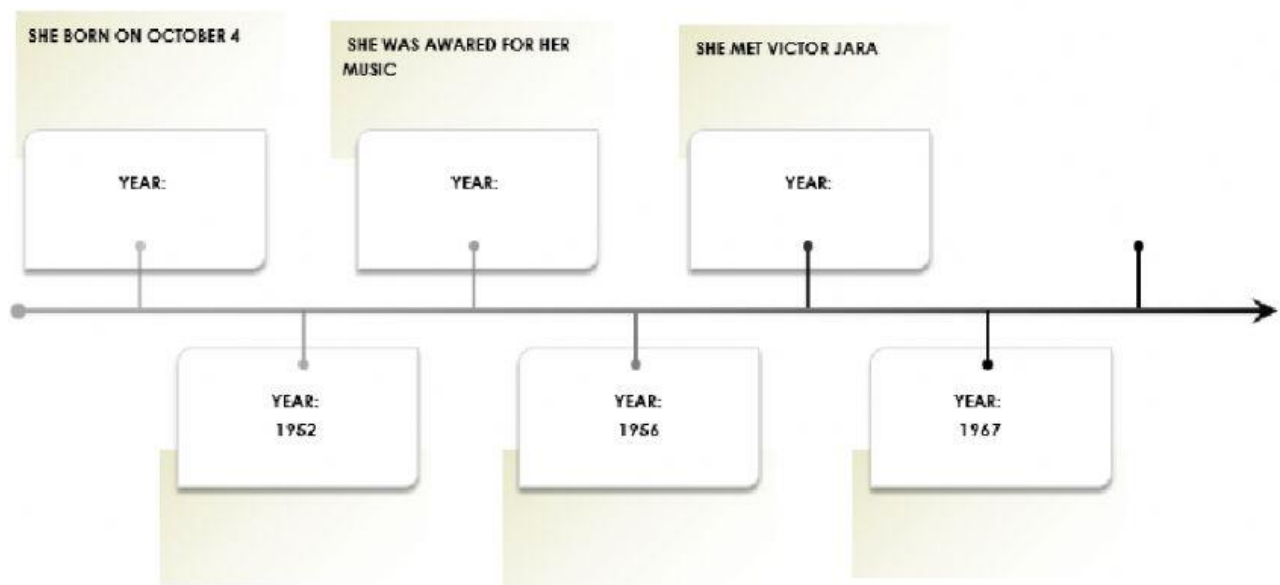 SHE BORN ON OCTOBER 4
SHE WAS AWARED FOR HER
MUSIC
SHE MET VICTOR JARA
YEAR:
YEAR:
YEAR:
YEAR:
1952
YEAR:
1956
YEAR:
1967